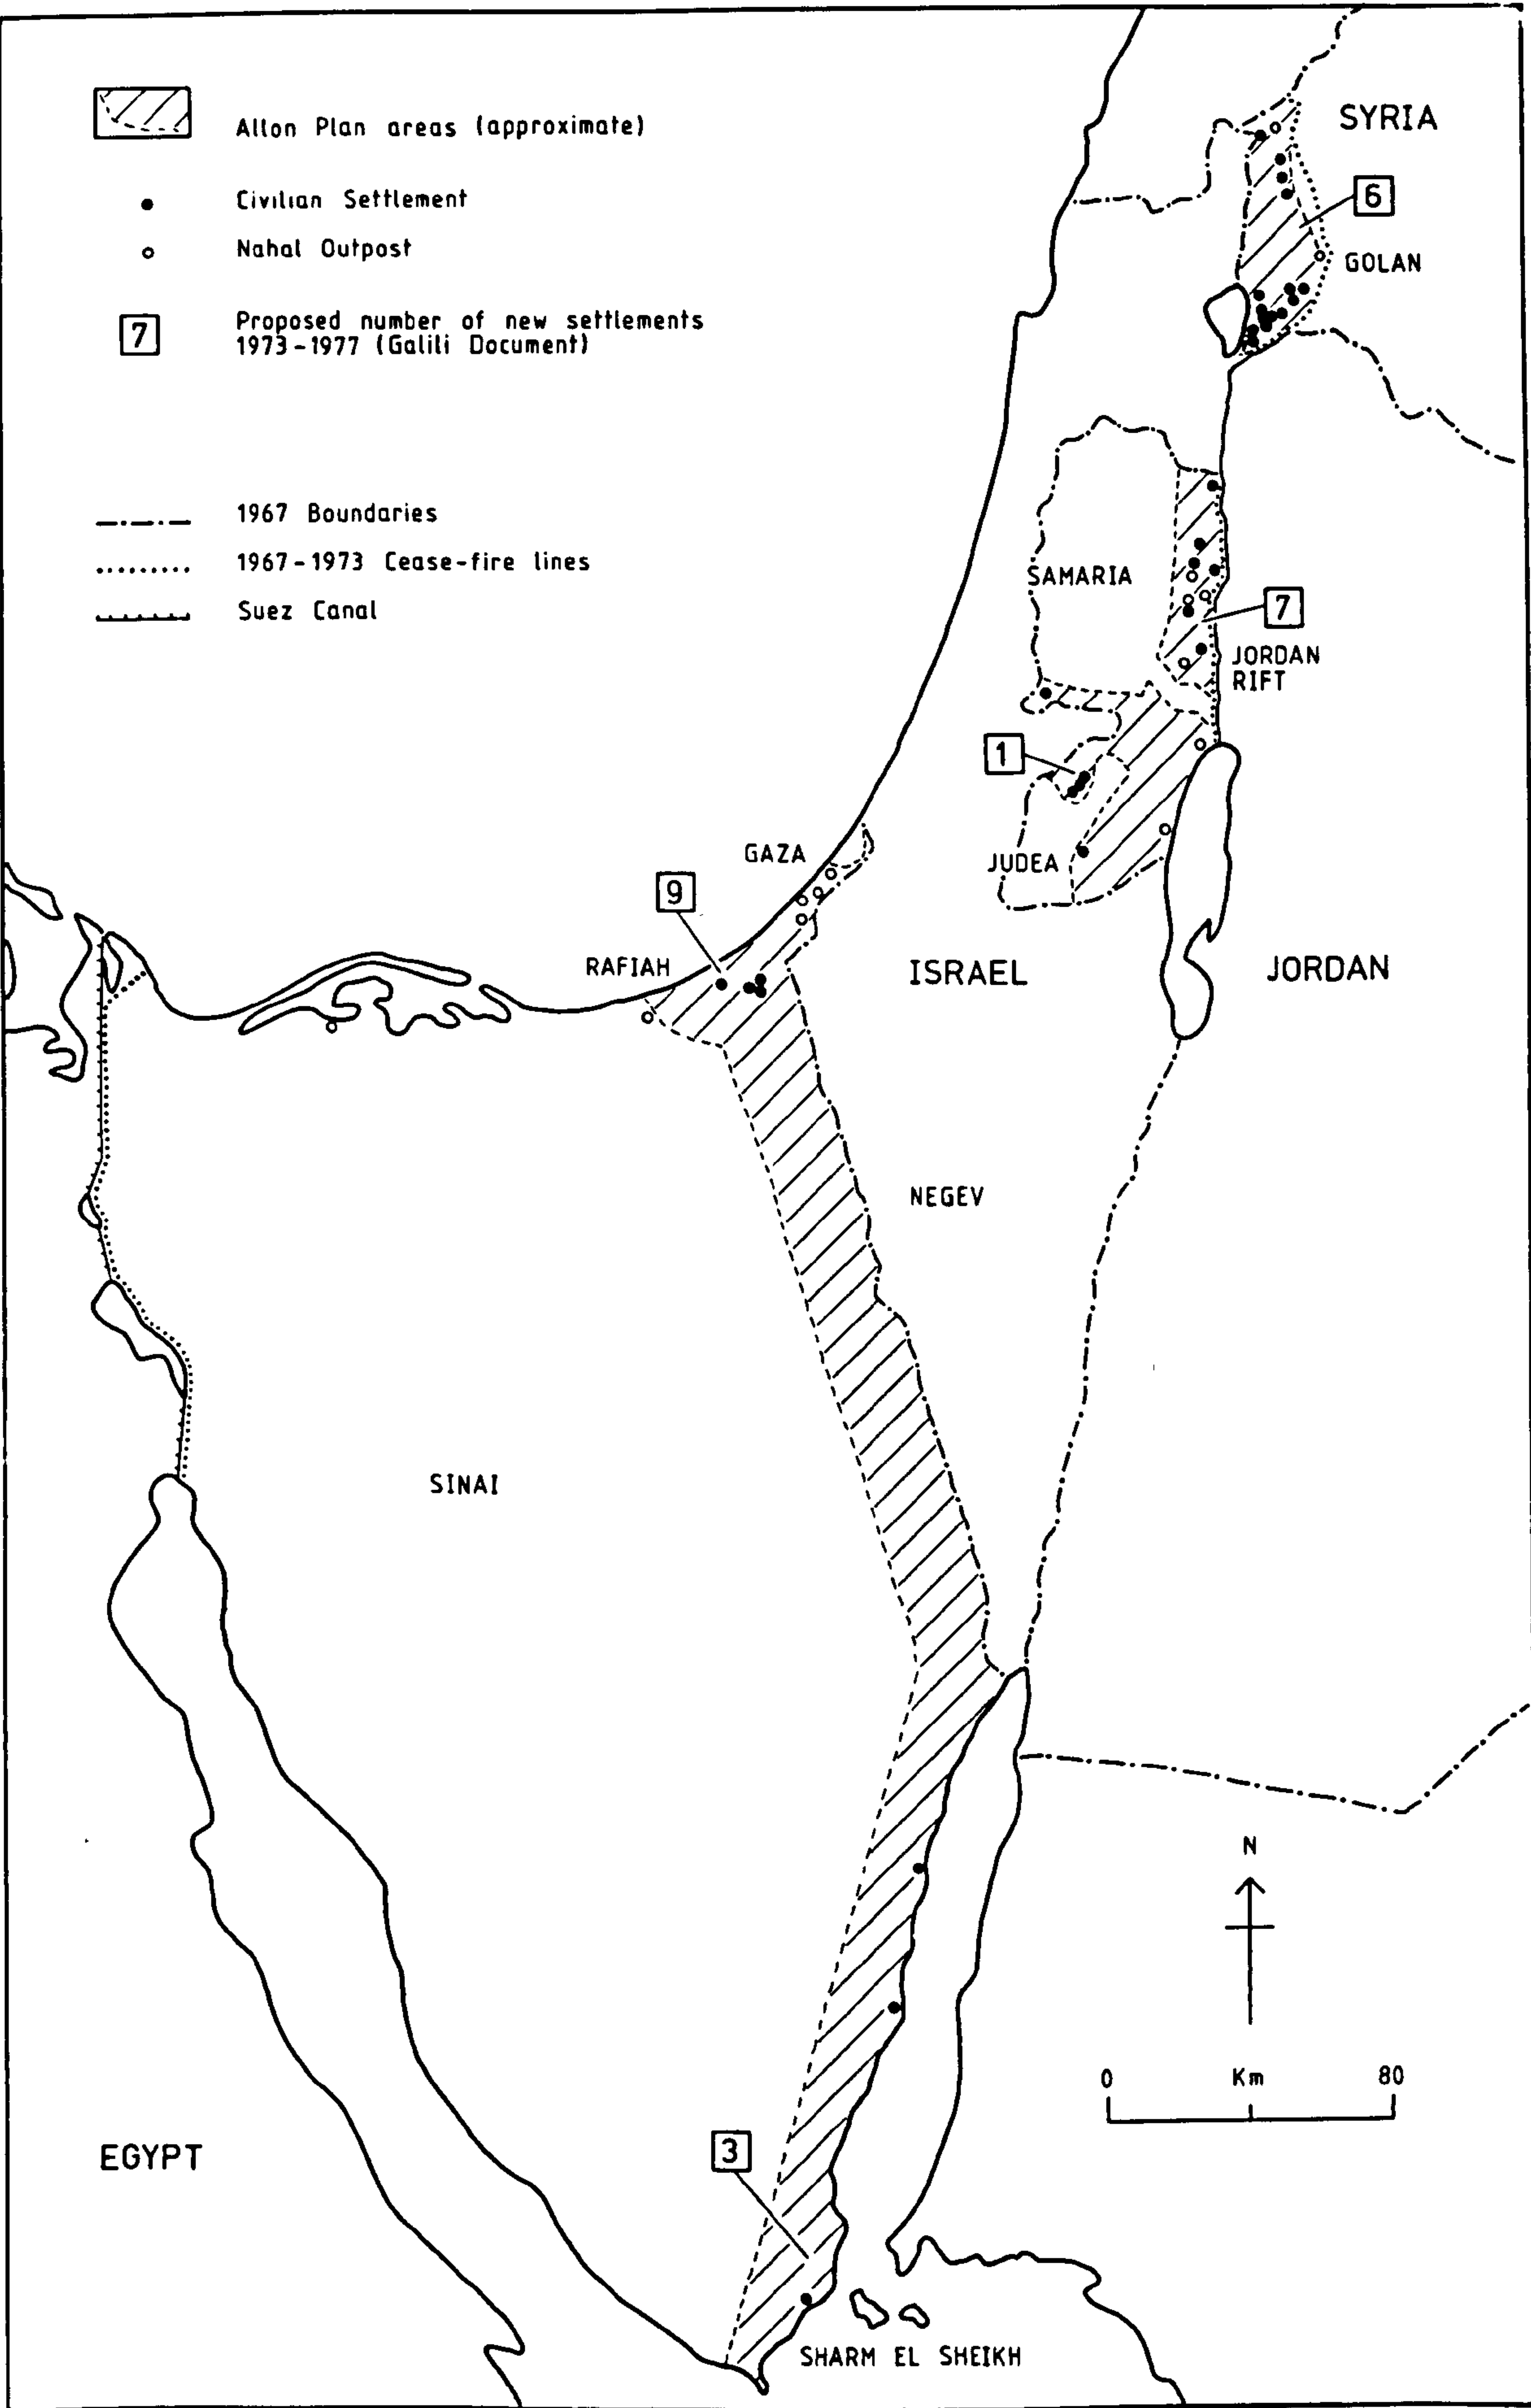 Allon Plan areas (approximate)
Civilian Settlement
Nahal Outpost
7
Proposed number of new settlements
1973-1977 (Galili Document)
1967 Boundaries
1967-1973 Cease-fire lines
Suez Canal
SYRIA
6
GOLAN
SAMARIA
7
JORDAN
RIFT
1
GAZA
JUDEA
9
RAFIAH
ISRAEL
JORDAN
NEGEV
SINAI
N
0 Km 80
EGYPT
3
SHARM EL SHEIKH